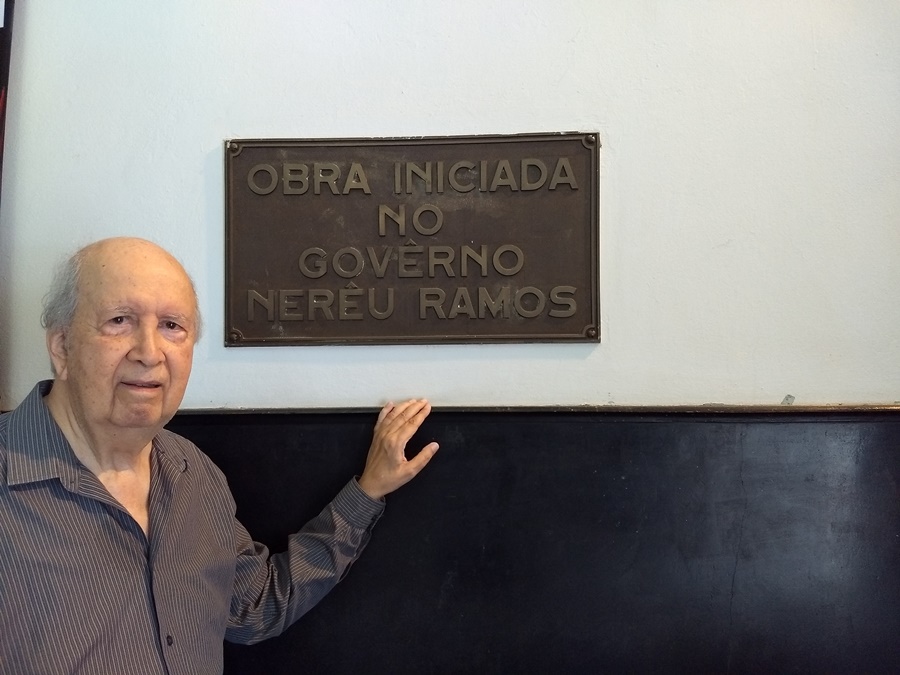 OBRA INICIADA
NO
GOVÊRNO
NERÊU RAMOS